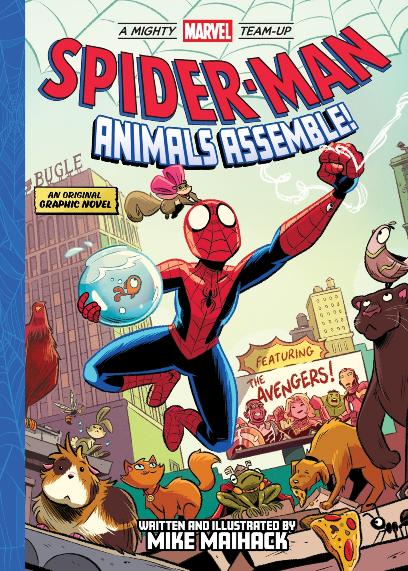 A MIGHTY MARVEL TEAM-UP
SPIDER-MAN
ANIMALS ASSEMBLE!
BUGLE
AN ORIGINAL
GRAPHIC NOVEL
FEATURING
THE
AVENGERS!
WRITTEN AND ILLUSTRATED BY
MIKE MAIHACK